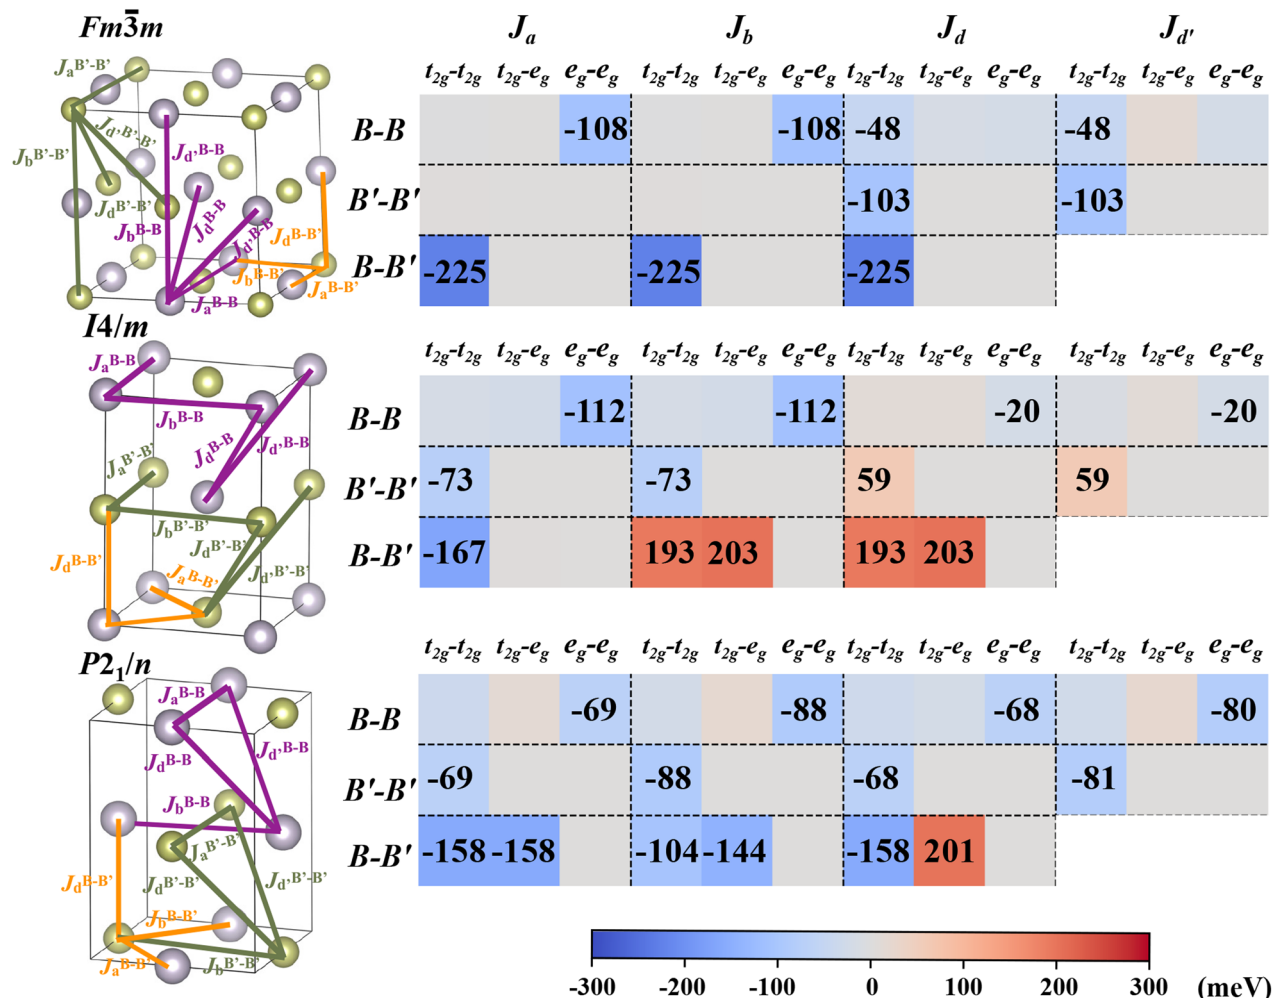 Fm3̅m
J_a^B'-B'
J_d'^B'-B'
J_b^B'-B'
J_d^B'-B'
J_d'^B-B
J_b^B-B
J_d^B-B
J_d'^B-B
J_a^B-B
J_d^B-B'
J_b^B-B'
J_a^B-B'
J_a J_b J_d J_d'
t2g-t2g t2g-eg eg-eg t2g-t2g t2g-eg eg-eg t2g-t2g t2g-eg eg-eg t2g-t2g t2g-eg eg-eg
B-B -108 -108 -48 -48
B'-B' -103 -103
B-B' -225 -225 -225
I4/m
J_a^B-B
J_b^B-B
J_d^B-B
J_d'^B-B
J_a^B'-B'
J_b^B'-B'
J_d^B'-B'
J_d'^B'-B'
J_d^B-B'
J_a^B-B'
t2g-t2g t2g-eg eg-eg t2g-t2g t2g-eg eg-eg t2g-t2g t2g-eg eg-eg t2g-t2g t2g-eg eg-eg
B-B -112 -112 -20 -20
B'-B' -73 -73 59 59
B-B' -167 193 203 193 203
P2₁/n
J_a^B-B
J_d^B-B
J_d'^B-B
J_b^B-B
J_a^B'-B'
J_d^B'-B'
J_d'^B'-B'
J_d^B-B'
J_b^B-B'
J_a^B-B'
J_b^B'-B'
t2g-t2g t2g-eg eg-eg t2g-t2g t2g-eg eg-eg t2g-t2g t2g-eg eg-eg t2g-t2g t2g-eg eg-eg
B-B -69 -88 -68 -80
B'-B' -69 -88 -68 -81
B-B' -158 -158 -104 -144 -158 201
-300 -200 -100 0 100 200 300 (meV)